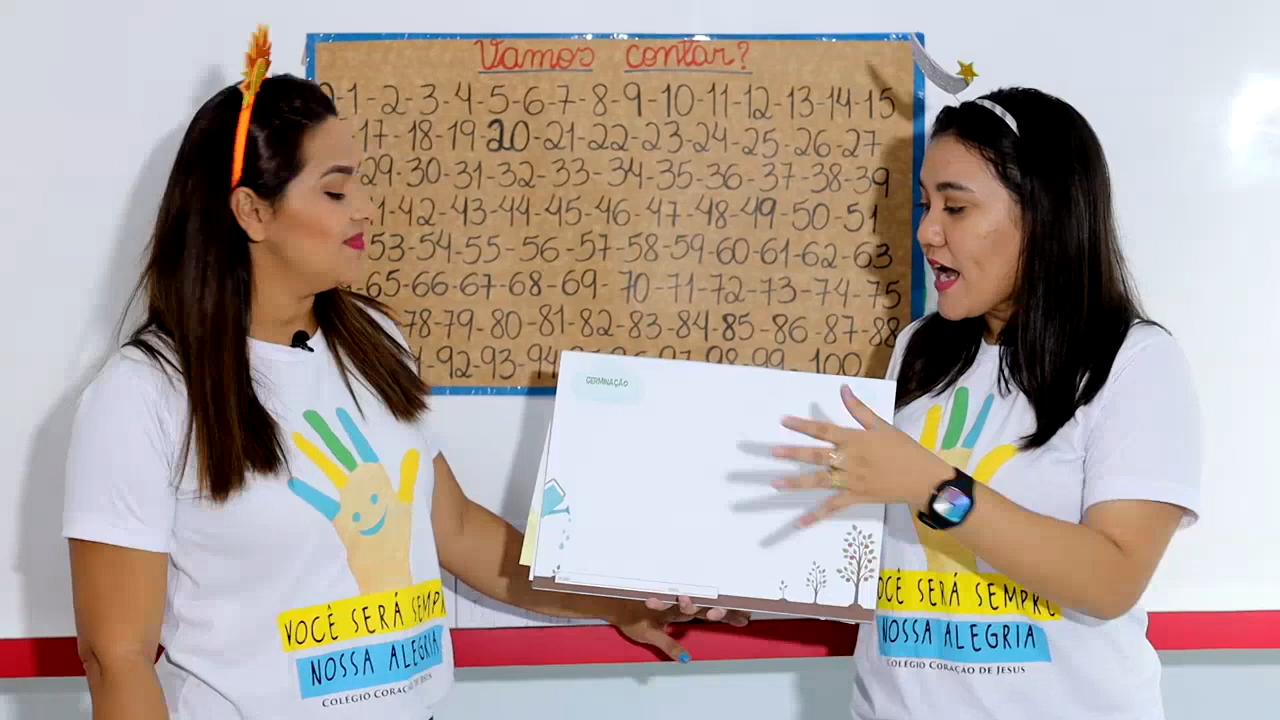 Vamos contar?
0-1-2-3-4-5-6-7-8-9-10-11-12-13-14-15
17-18-19-20-21-22-23-24-25-26-27
29-30-31-32-33-34-35-36-37-38-39
42-43-44-45-46-47-48-49-50-51
53-54-55-56-57-58-59-60-61-62-63
65-66-67-68-69-70-71-72-73-74-75
78-79-80-81-82-83-84-85-86-87-88
92-93-94 97-98-99-100
GERMINAÇÃO
VOCÊ SERÁ SEMPR
NOSSA ALEGRIA
COLÉGIO CORAÇÃO DE JESUS
VOCÊ SERÁ SEMPRE
NOSSA ALEGRIA
COLÉGIO CORAÇÃO DE JESUS